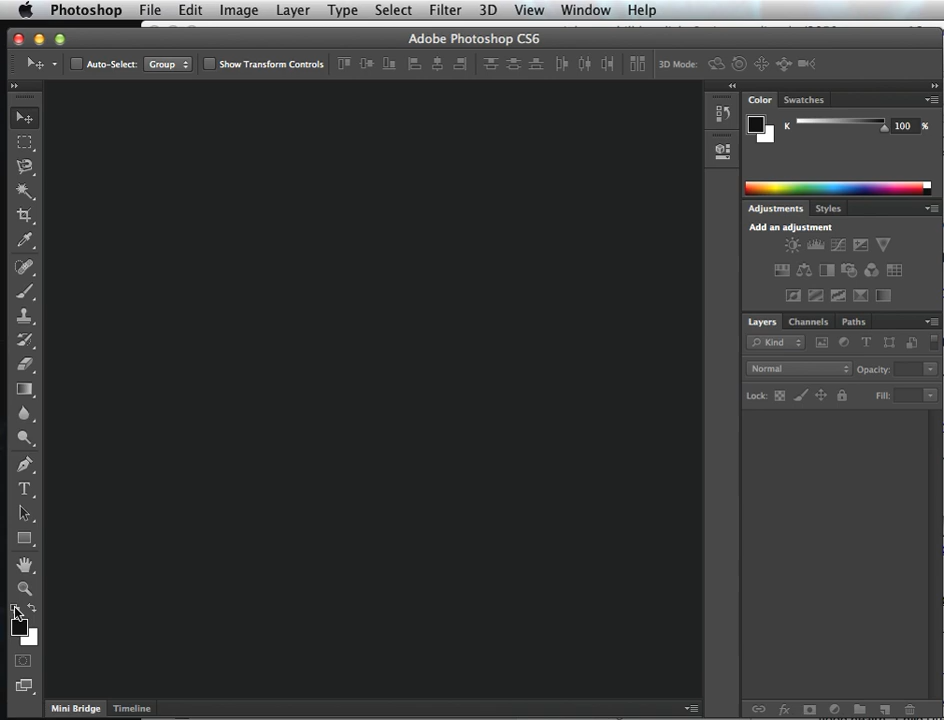 Photoshop File Edit Image Layer Type Select Filter 3D View Window Help
Adobe Photoshop CS6
Auto-Select: Group Show Transform Controls 3D Mode:
Color Swatches
K 100 %
Adjustments Styles
Add an adjustment
Layers Channels Paths
Kind T
Normal Opacity:
Lock: Fill:
T
fx
Mini Bridge Timeline